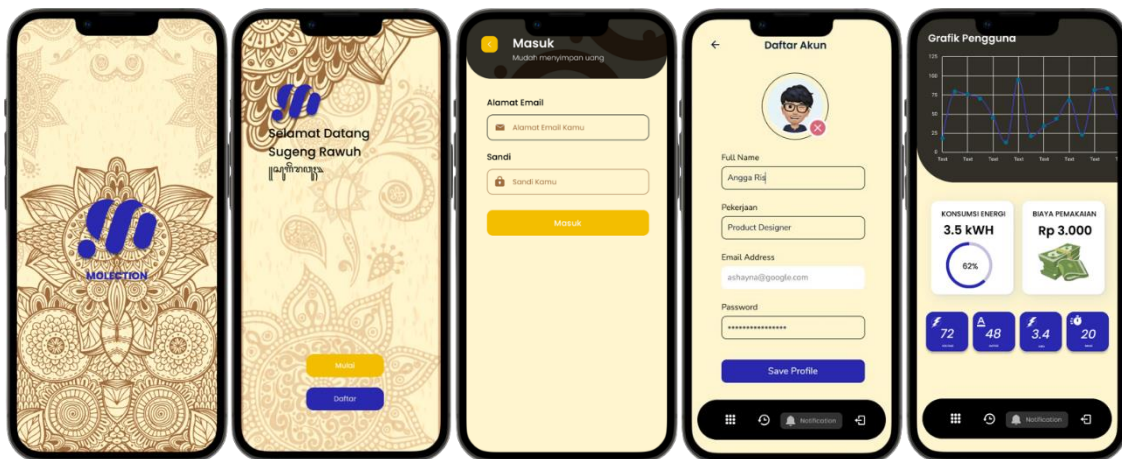 MOLECTION
Selamat Datang
Sugeng Rawuh
Mulai
Daftar
Masuk
Mudah menyimpan uang
Alamat Email
Alamat Email Kamu
Sandi
Sandi Kamu
Masuk
Daftar Akun
Full Name
Angga Ris
Pekerjaan
Product Designer
Email Address
ashayna@google.com
Password
****************
Save Profile
Notification
Grafik Pengguna
125
100
75
50
25
0
Text Text Text Text Text Text Text
KONSUMSI ENERGI
3.5 kWH
62%
BIAYA PEMAKAIAN
Rp 3.000
72
A
48
3.4
20
Notification